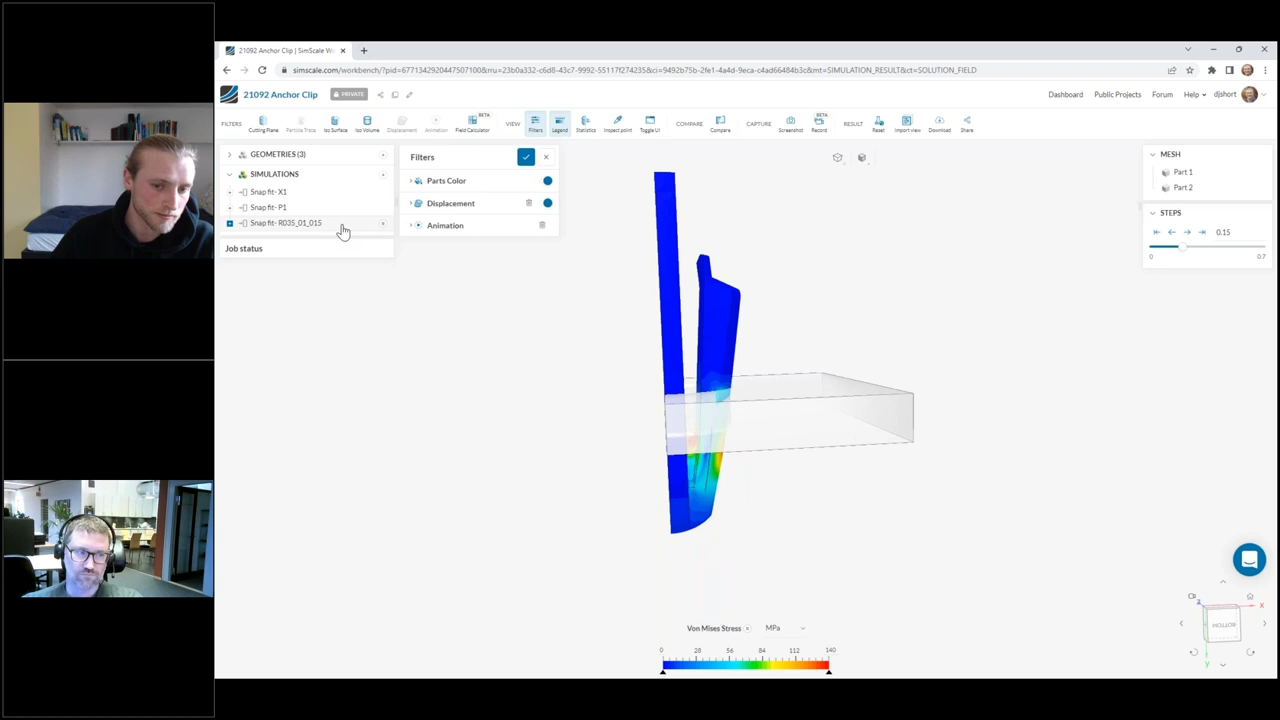 21092 Anchor Clip | SimScale Wo
simscale.com/workbench/?pid=6771342920447507100&rru=23b0a332-c6d8-43c7-9992-55117f274235&ci=9492b75b-2fe1-4a4d-9eca-c4ad66484b3c&mt=SIMULATION_RESULT&ct=SOLUTION_FIELD
21092 Anchor Clip
PRIVATE
Dashboard
Public Projects
Forum
Help
djshort
FILTERS
Cutting Plane
Particle Trace
Iso Surface
Iso Volume
Displacement
Animation
BETA
Field Calculator
VIEW
Filters
Legend
Statistics
Inspect point
Toggle UI
COMPARE
Compare
CAPTURE
Screenshot
BETA
Record
RESULT
Reset
Import view
Download
Share
GEOMETRIES (3)
SIMULATIONS
Snap fit- X1
Snap fit- P1
Snap fit- R035_01_015
Job status
Filters
Parts Color
Displacement
Animation
MESH
Part 1
Part 2
STEPS
0.15
0 0.7
Von Mises Stress MPa
0 28 56 84 112 140
BOTTOM
X
Y
Z